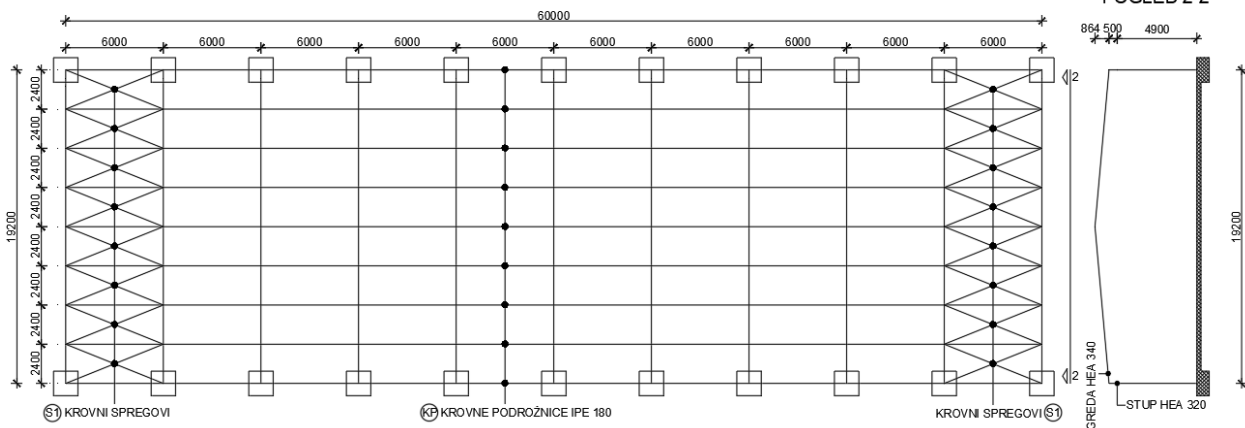 POGLED 2-2
60000
6000 6000 6000 6000 6000 6000 6000 6000 6000 6000
864 500 4900
2
2400
2400
2400
2400
2400
2400
2400
2400
19200
19200
2
GREDA HEA 340
STUP HEA 320
S1 KROVNI SPREGOVI
KP KROVNE PODROŽNICE IPE 180
KROVNI SPREGOVI S1